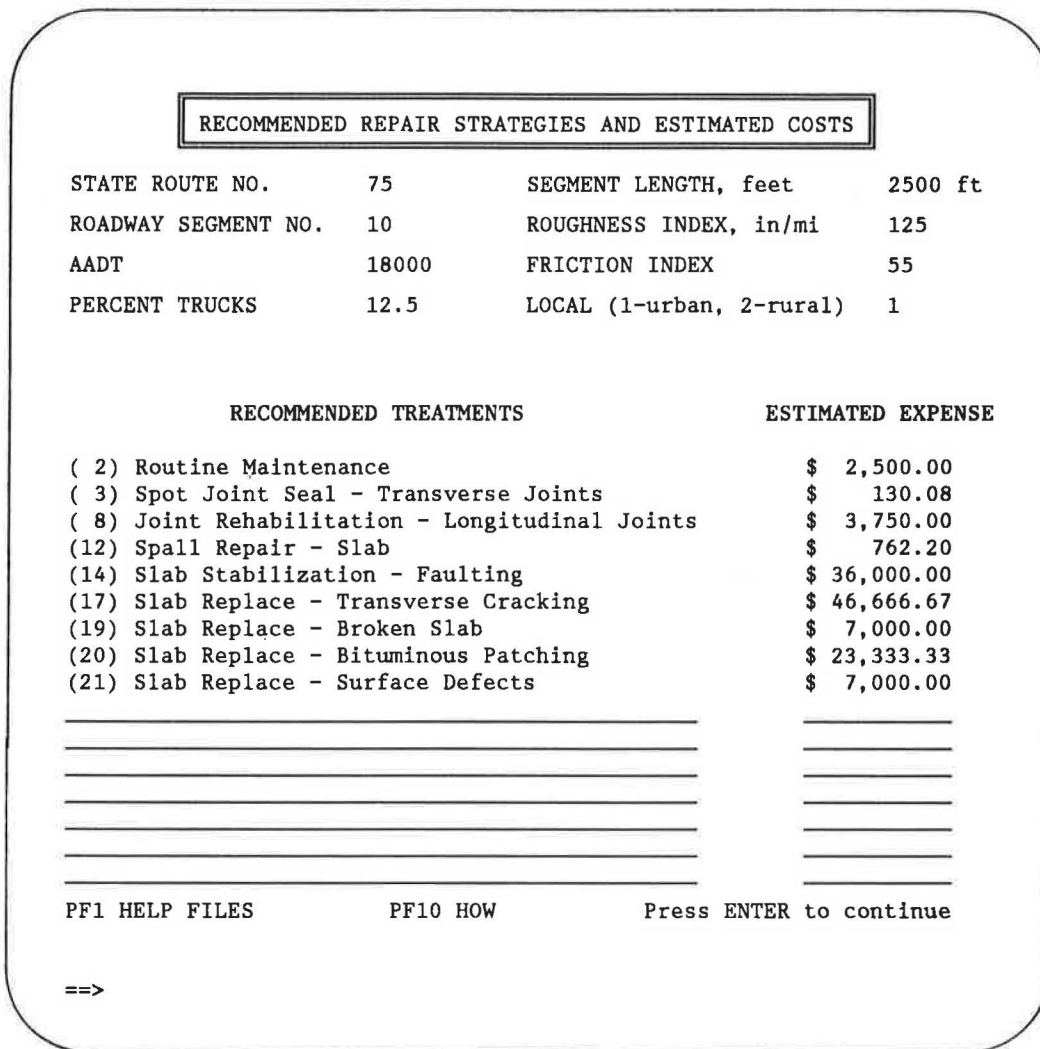 RECOMMENDED REPAIR STRATEGIES AND ESTIMATED COSTS
STATE ROUTE NO. 75 SEGMENT LENGTH, feet 2500 ft
ROADWAY SEGMENT NO. 10 ROUGHNESS INDEX, in/mi 125
AADT 18000 FRICTION INDEX 55
PERCENT TRUCKS 12.5 LOCAL (1-urban, 2-rural) 1
RECOMMENDED TREATMENTS ESTIMATED EXPENSE
( 2) Routine Maintenance $ 2,500.00
( 3) Spot Joint Seal - Transverse Joints $ 130.08
( 8) Joint Rehabilitation - Longitudinal Joints $ 3,750.00
(12) Spall Repair - Slab $ 762.20
(14) Slab Stabilization - Faulting $ 36,000.00
(17) Slab Replace - Transverse Cracking $ 46,666.67
(19) Slab Replace - Broken Slab $ 7,000.00
(20) Slab Replace - Bituminous Patching $ 23,333.33
(21) Slab Replace - Surface Defects $ 7,000.00
PF1 HELP FILES PF10 HOW Press ENTER to continue
==>